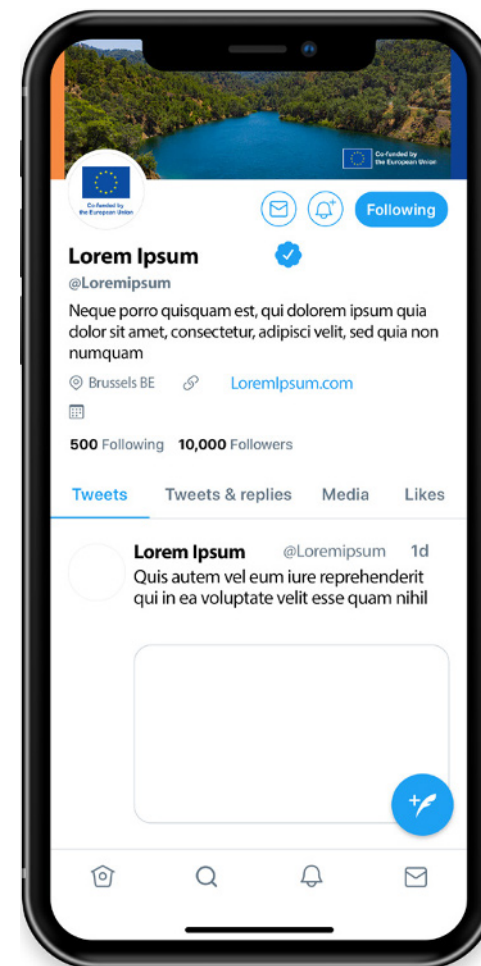 Co-funded by
the European Union
Co-funded by
the European Union
Following
Lorem Ipsum
@Loremipsum
Neque porro quisquam est, qui dolorem ipsum quia
dolor sit amet, consectetur, adipisci velit, sed quia non
numquam
Brussels BE LoremIpsum.com
500 Following 10,000 Followers
Tweets Tweets & replies Media Likes
Lorem Ipsum @Loremipsum 1d
Quis autem vel eum iure reprehenderit
qui in ea voluptate velit esse quam nihil